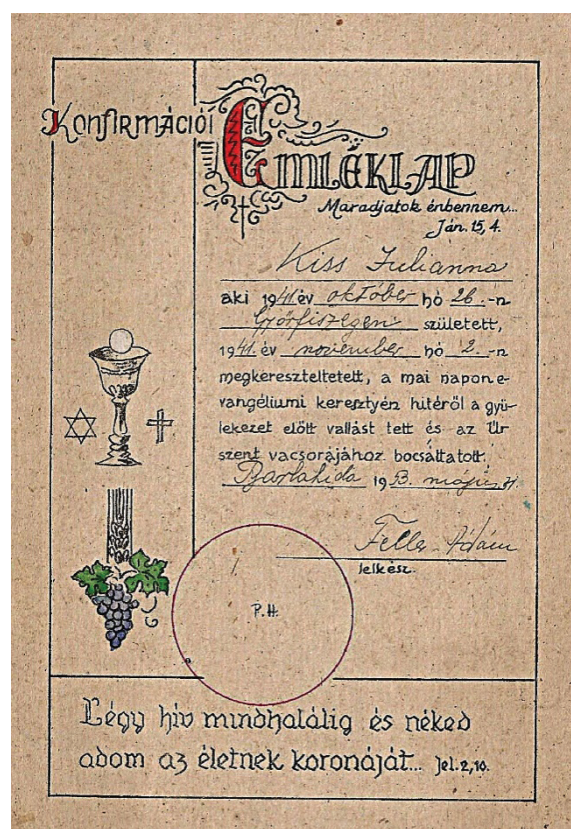 Konfirmációi
Emléklap
Maradjatok énbennem...
Ján. 15, 4.
Kiss Julianna
aki 1941. év október hó 26.-n
Győrfiszegen született,
1941. év november hó 2.-n
megkereszteltetett, a mai napon e-
vangéliumi keresztyén hitéről a gyü-
lekezet előtt vallást tett és az Úr
szent vacsorájához bocsáttatott.
Barlahida 1953. május
Feller Ádám
lelkész.
P.H.
Légy hív mindhalálig és néked
adom az életnek koronáját... Jel. 2, 10.